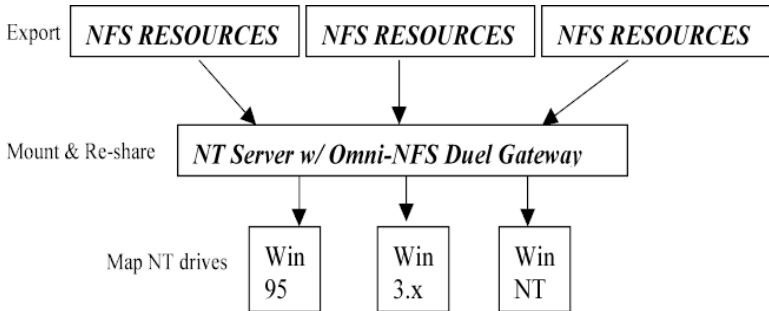 Export
NFS RESOURCES
NFS RESOURCES
NFS RESOURCES
Mount & Re-share
NT Server w/ Omni-NFS Duel Gateway
Map NT drives
Win
95
Win
3.x
Win
NT